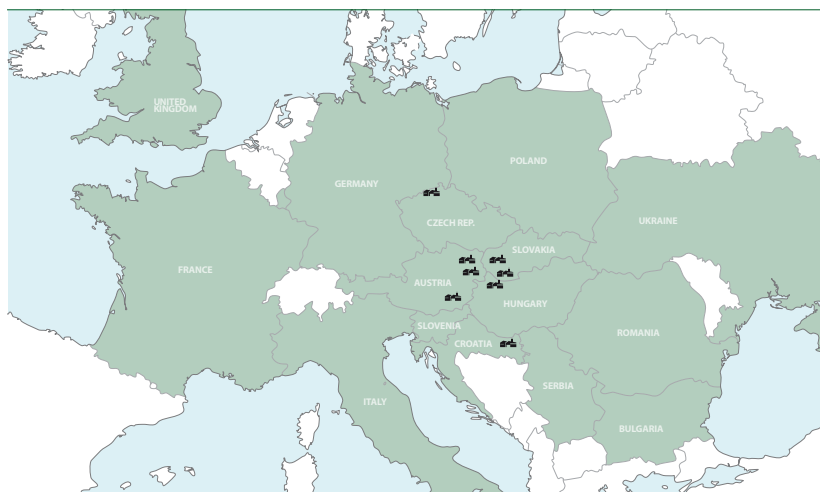 UNITED
KINGDOM
POLAND
GERMANY
UKRAINE
CZECH REP.
SLOVAKIA
FRANCE
AUSTRIA
HUNGARY
SLOVENIA
ROMANIA
CROATIA
SERBIA
ITALY
BULGARIA